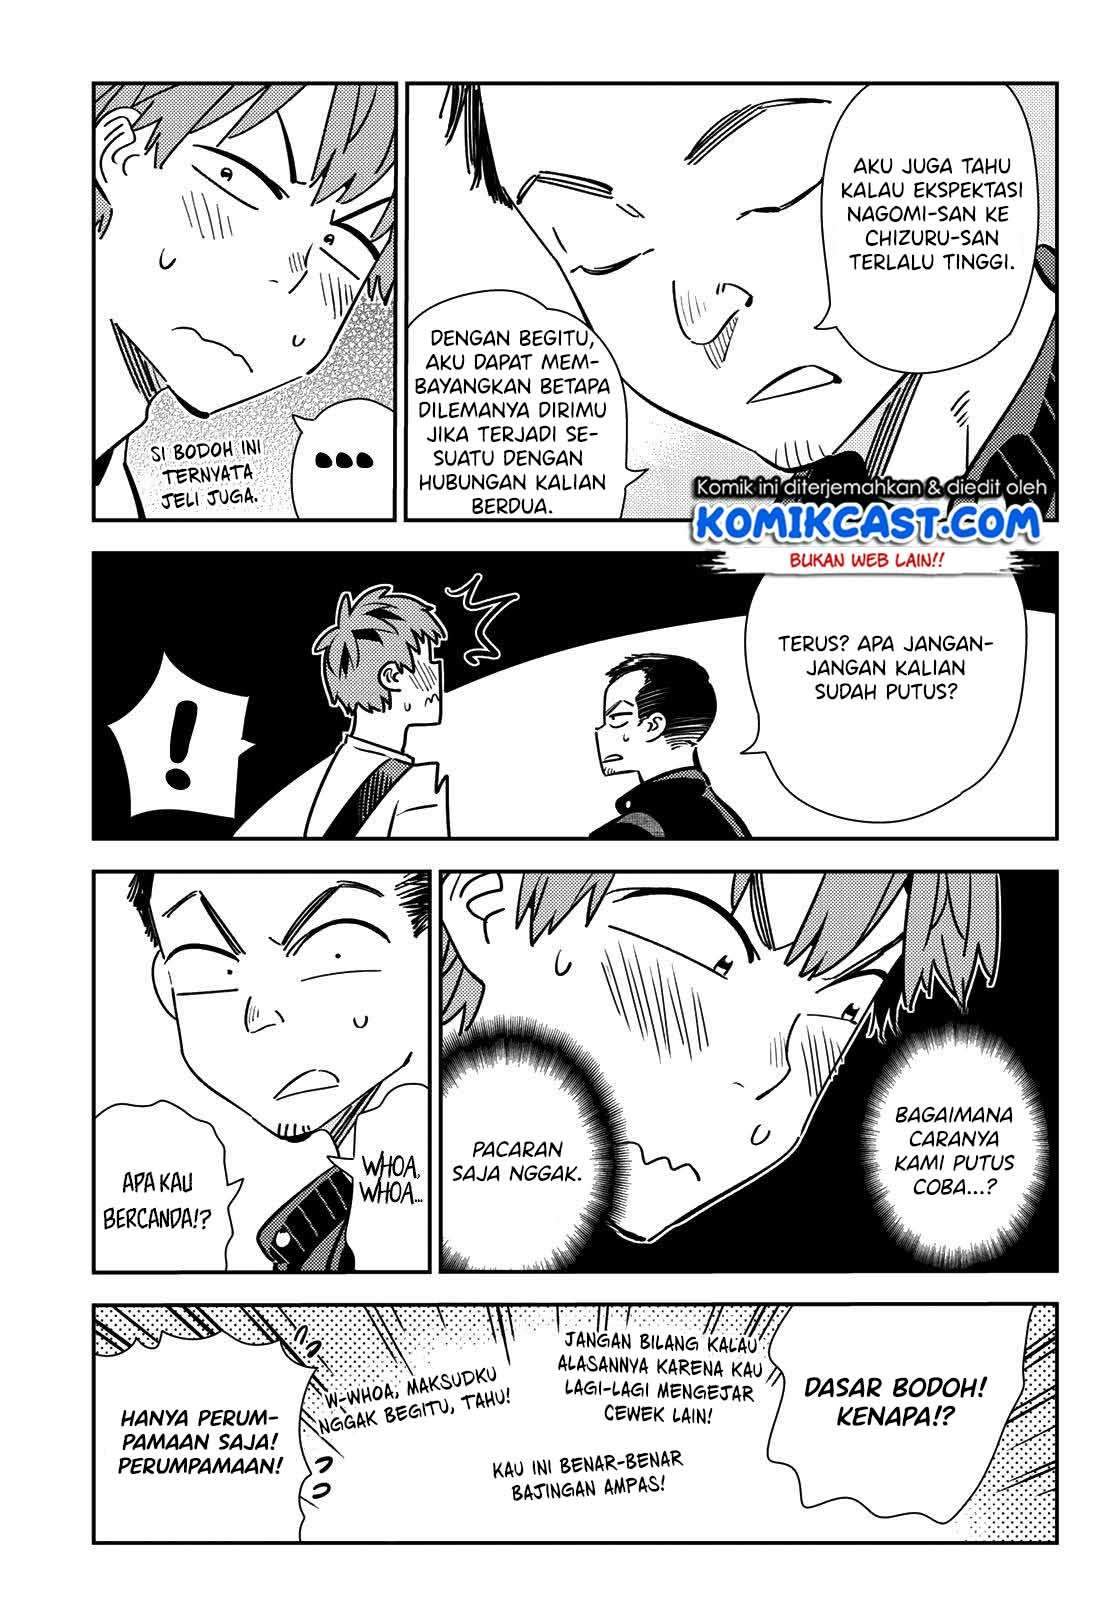 AKU JUGA TAHU
KALAU EKSPEKTASI
NAGOMI-SAN KE
CHIZURU-SAN
TERLALU TINGGI.
DENGAN BEGITU,
AKU DAPAT MEM-
BAYANGKAN BETAPA
DILEMANYA DIRIMU
JIKA TERJADI SE-
SUATU DENGAN
HUBUNGAN KALIAN
BERDUA.
Komik ini diterjemahkan & diedit oleh
KOMIKCAST.COM
BUKAN WEB LAIN!!
SI BODOH INI
TERNYATA
JELI JUGA.
TERUS? APA JANGAN-
JANGAN KALIAN
SUDAH PUTUS?
!
BAGAIMANA
CARANYA
KAMI PUTUS
COBA...?
PACARAN
SAJA NGGAK.
WHOA,
WHOA...
APA KAU
BERCANDA!?
DASAR BODOH!
KENAPA!?
JANGAN BILANG KALAU
ALASANNYA KARENA KAU
LAGI-LAGI MENGEJAR
CEWEK LAIN!
KAU INI BENAR-BENAR
BAJINGAN AMPAS!
W-WHOA, MAKSUDKU
NGGAK BEGITU, TAHU!
HANYA PERUM-
PAMAAN SAJA!
PERUMPAMAAN!